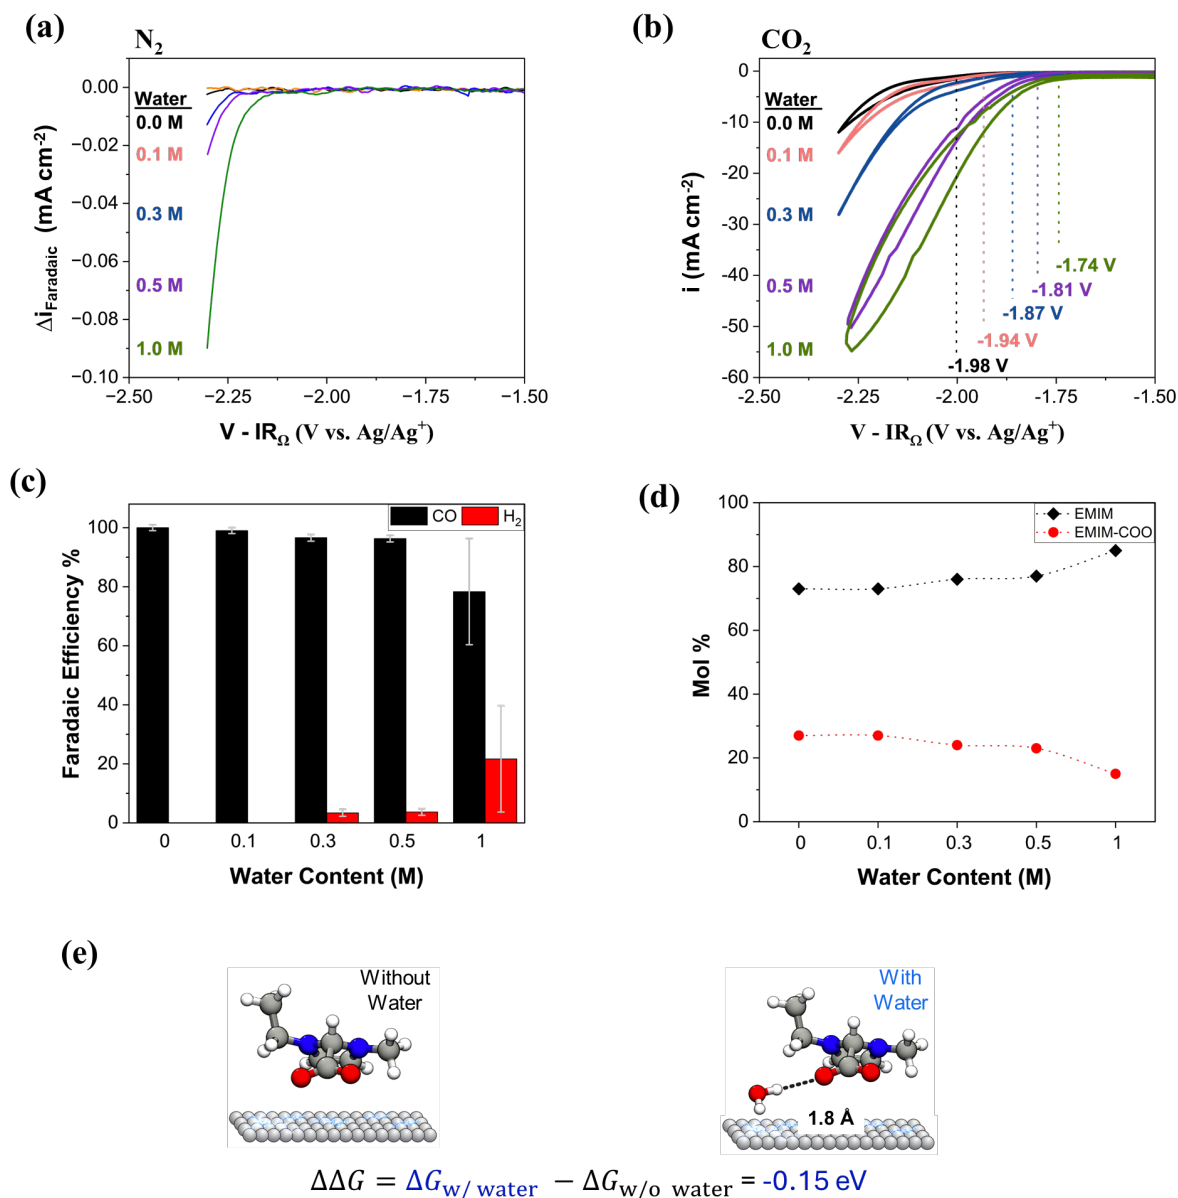 (a)
N₂
0.00
−0.02
−0.04
−0.06
−0.08
−0.10
Δi_Faradaic (mA cm⁻²)
Water
0.0 M
0.1 M
0.3 M
0.5 M
1.0 M
−2.50
−2.25
−2.00
−1.75
−1.50
V - IR_Ω (V vs. Ag/Ag⁺)
(b)
CO₂
0
-10
-20
-30
-40
-50
-60
i (mA cm⁻²)
Water
0.0 M
0.1 M
0.3 M
0.5 M
1.0 M
-1.74 V
-1.81 V
-1.87 V
-1.94 V
-1.98 V
-2.50
-2.25
-2.00
-1.75
-1.50
V - IR_Ω (V vs. Ag/Ag⁺)
(c)
CO
H₂
100
80
60
40
20
0
Faradaic Efficiency %
0
0.1
0.3
0.5
1
Water Content (M)
(d)
EMIM
EMIM-COO
100
80
60
40
20
0
Mol %
0
0.1
0.3
0.5
1
Water Content (M)
(e)
Without
Water
With
Water
1.8 Å
ΔΔG = ΔG_w/ water − ΔG_w/o water = -0.15 eV